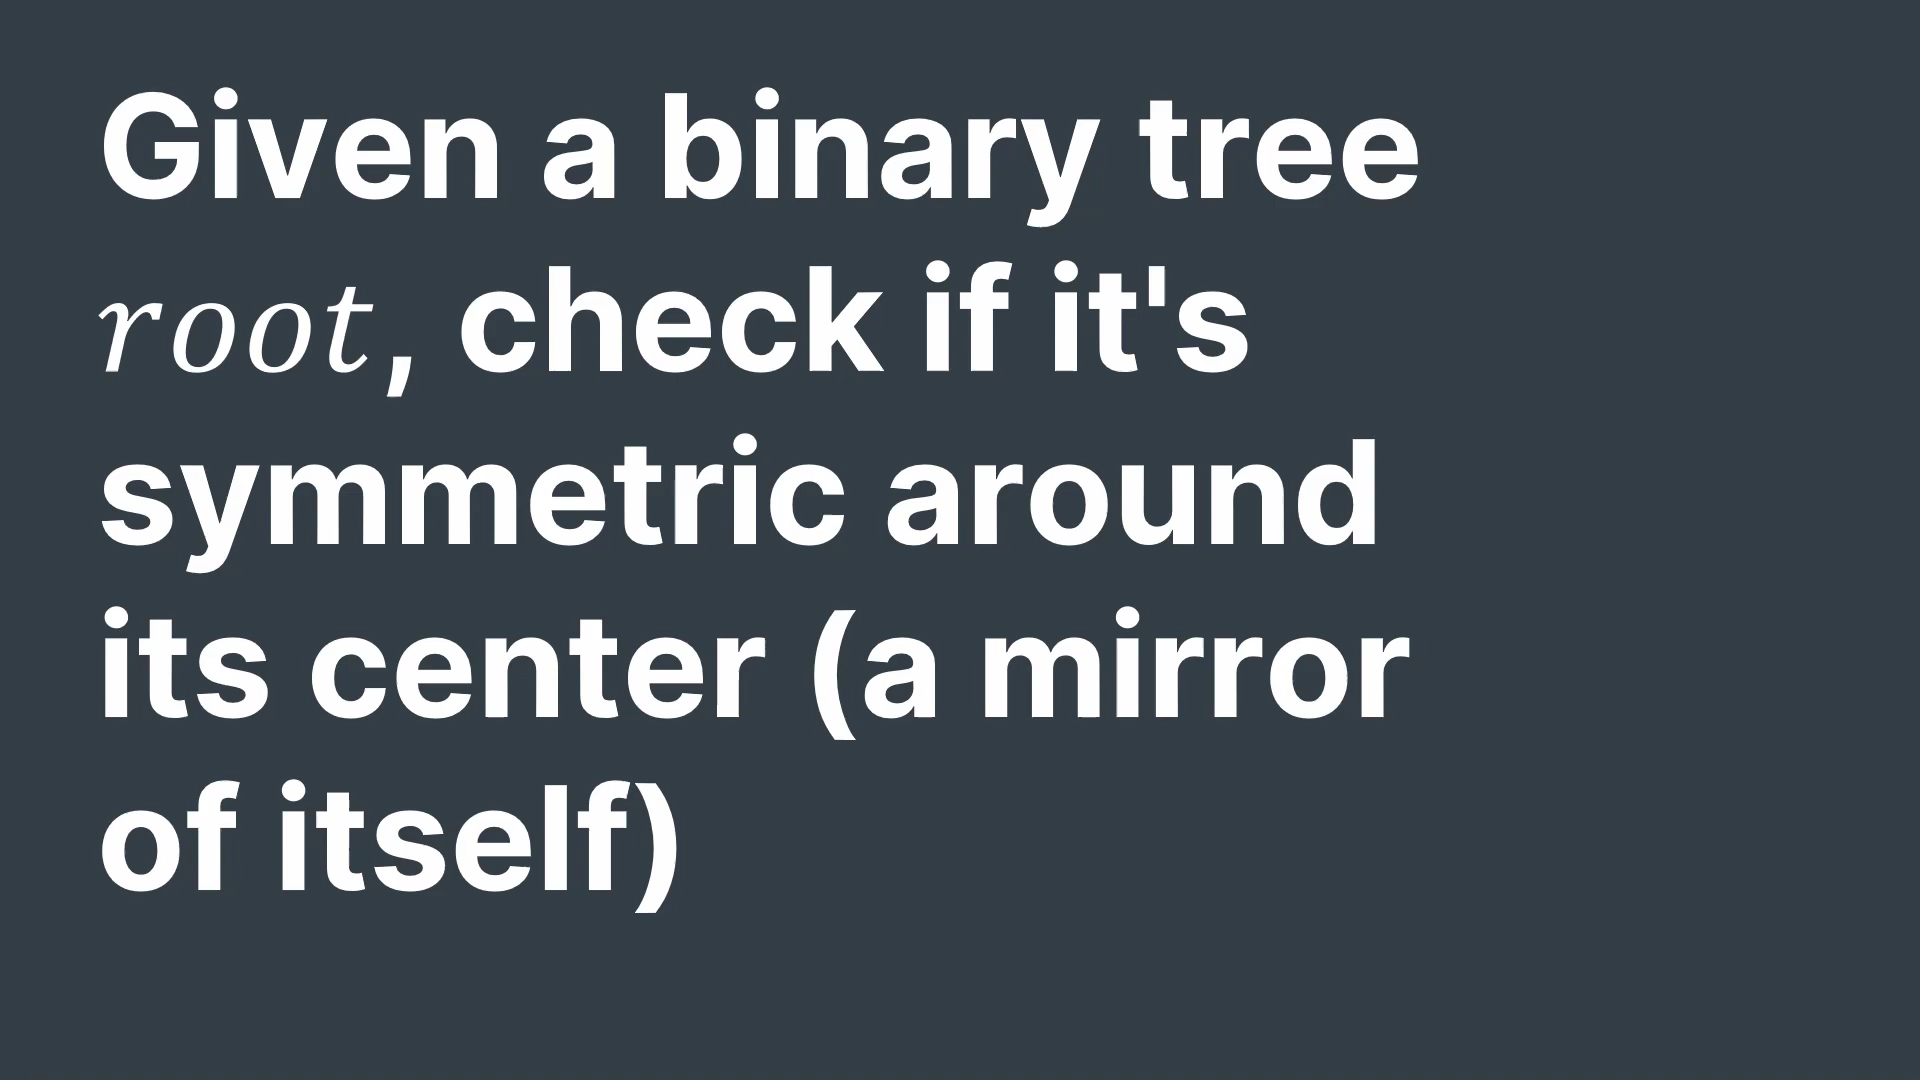 Given a binary tree
root, check if it's
symmetric around
its center (a mirror
of itself)